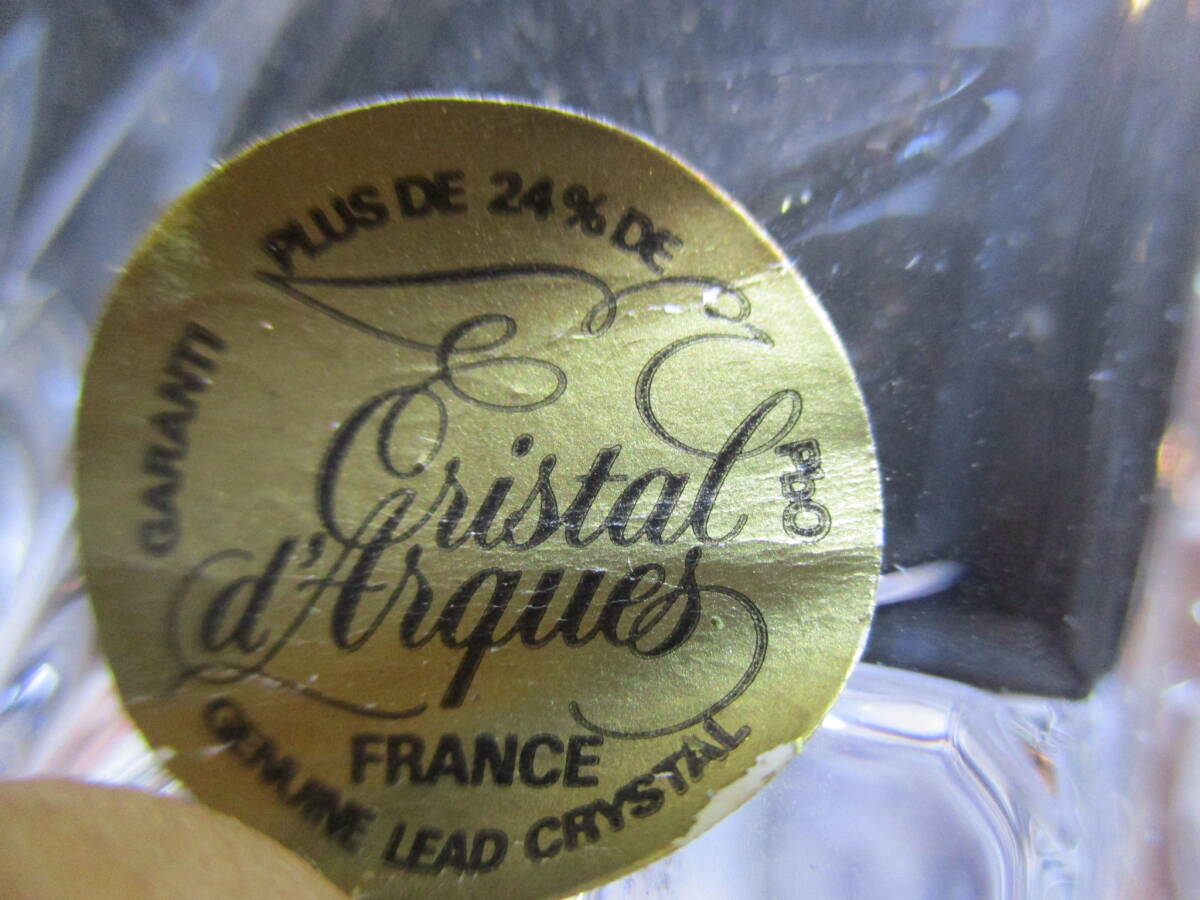 GARANTI
PLUS DE 24% DE
PbO
Cristal
d'Arques
FRANCE
GENUINE LEAD CRYSTAL